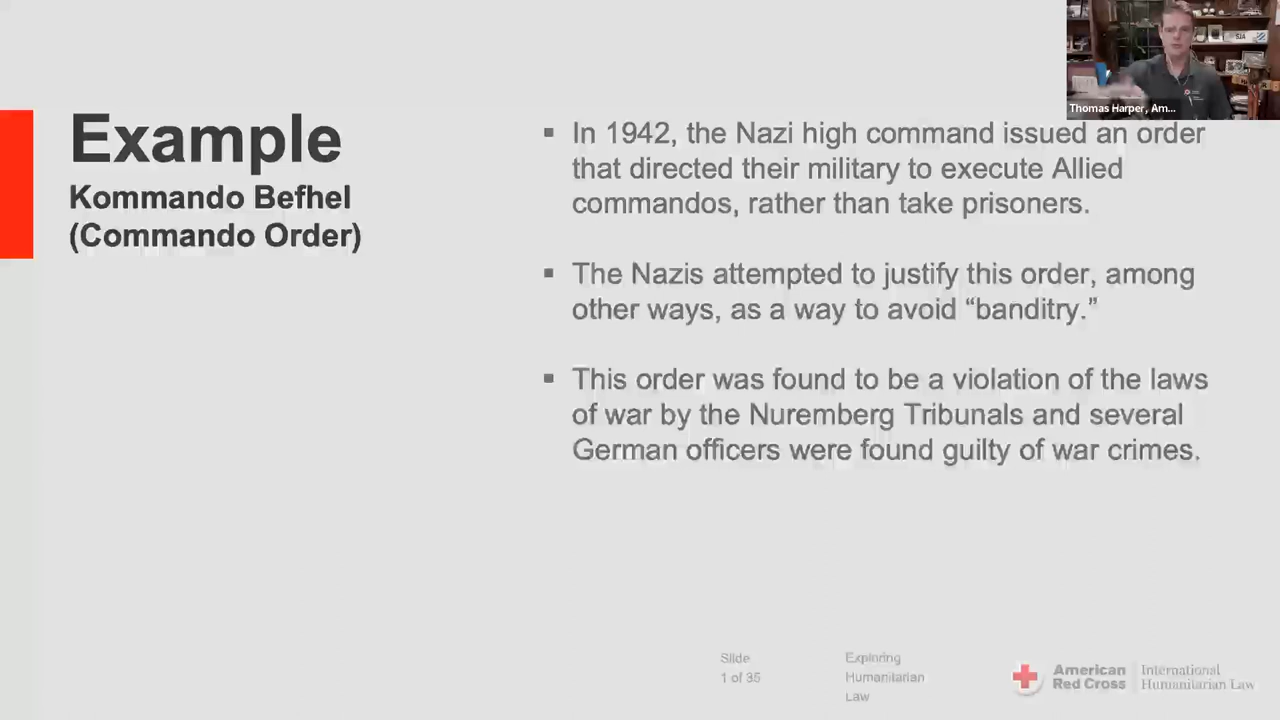 Thomas Harper, Am...
Example
Kommando Befhel
(Commando Order)
▪ In 1942, the Nazi high command issued an order
that directed their military to execute Allied
commandos, rather than take prisoners.
▪ The Nazis attempted to justify this order, among
other ways, as a way to avoid “banditry.”
▪ This order was found to be a violation of the laws
of war by the Nuremberg Tribunals and several
German officers were found guilty of war crimes.
Slide
1 of 35
Exploring
Humanitarian
Law
American
Red Cross
International
Humanitarian Law